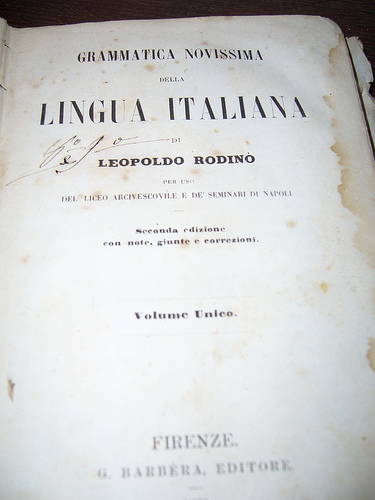 GRAMMATICA NOVISSIMA
DELLA
LINGUA ITALIANA
DI
LEOPOLDO RODINÒ
PER USO
DEL LICEO ARCIVESCOVILE E DE' SEMINARI DI NAPOLI
Seconda edizione
con note, giunte e correzioni.
Volume Unico.
FIRENZE.
G. BARBÈRA, EDITORE.